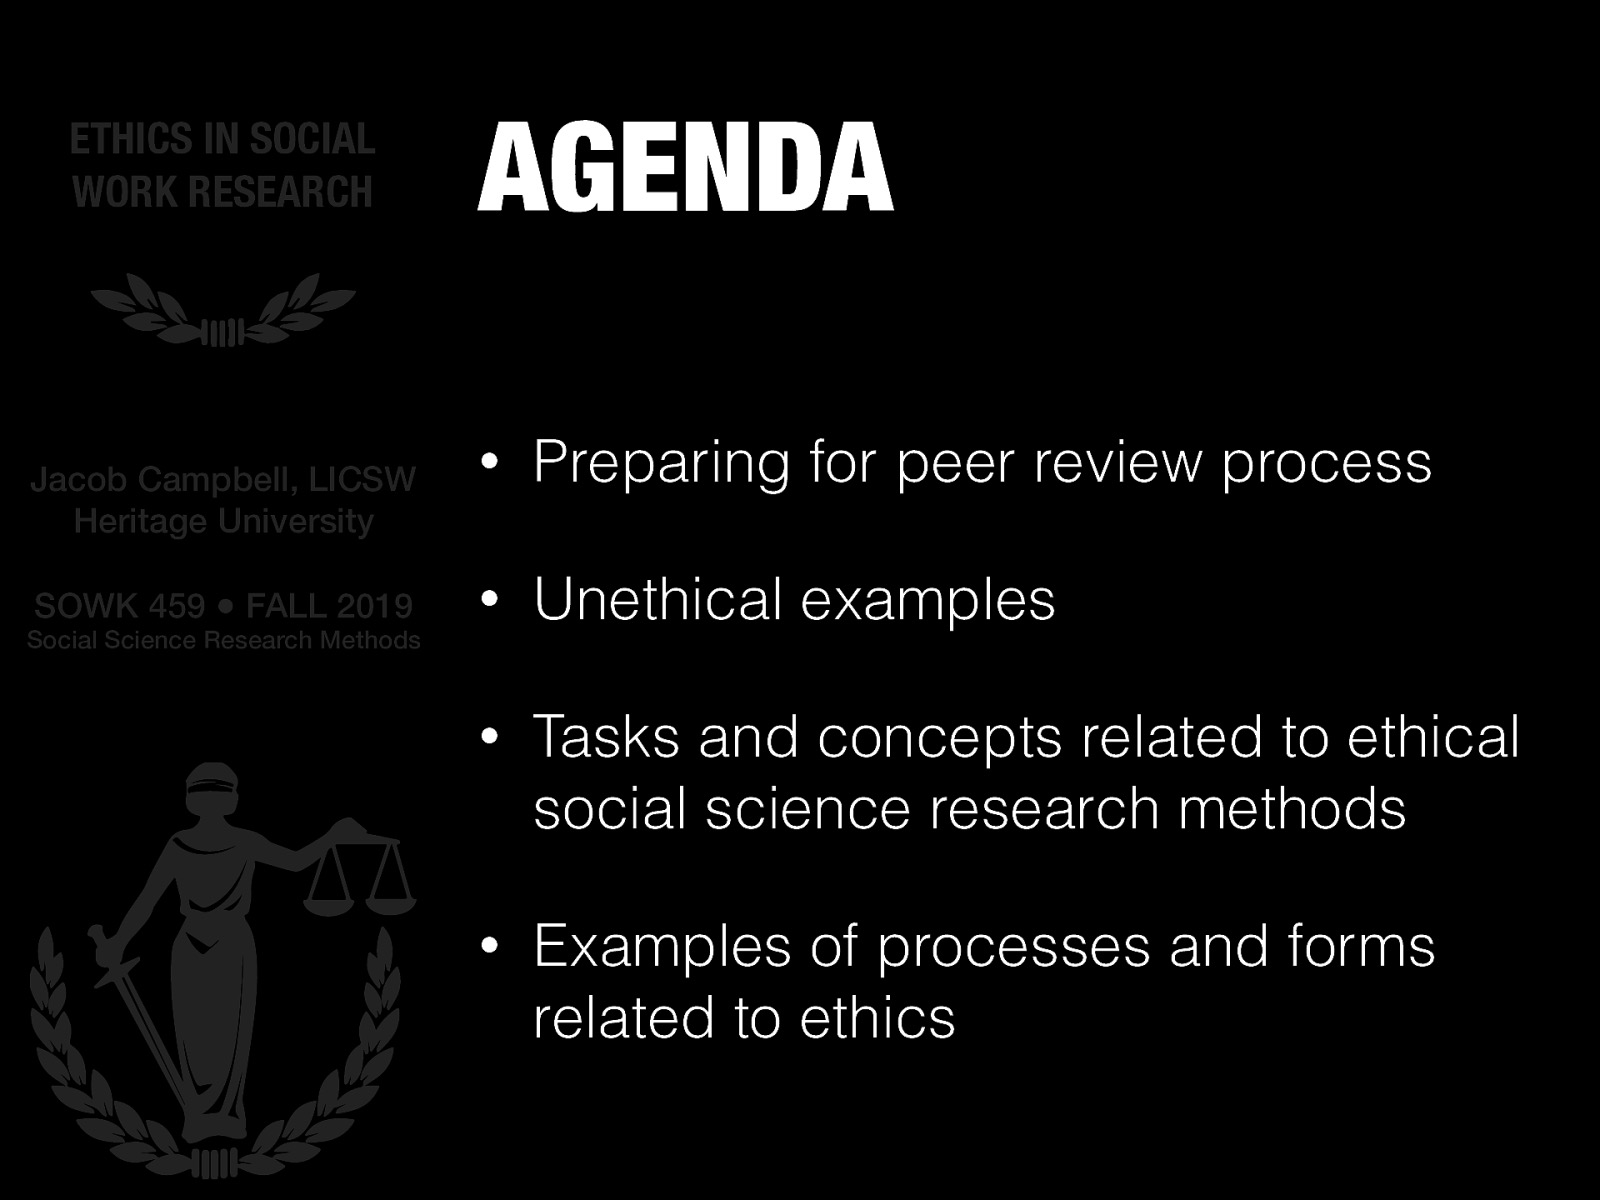 ETHICS IN SOCIAL
WORK RESEARCH
Jacob Campbell, LICSW
Heritage University
SOWK 459 • FALL 2019
Social Science Research Methods
AGENDA
• Preparing for peer review process
• Unethical examples
• Tasks and concepts related to ethical
social science research methods
• Examples of processes and forms
related to ethics